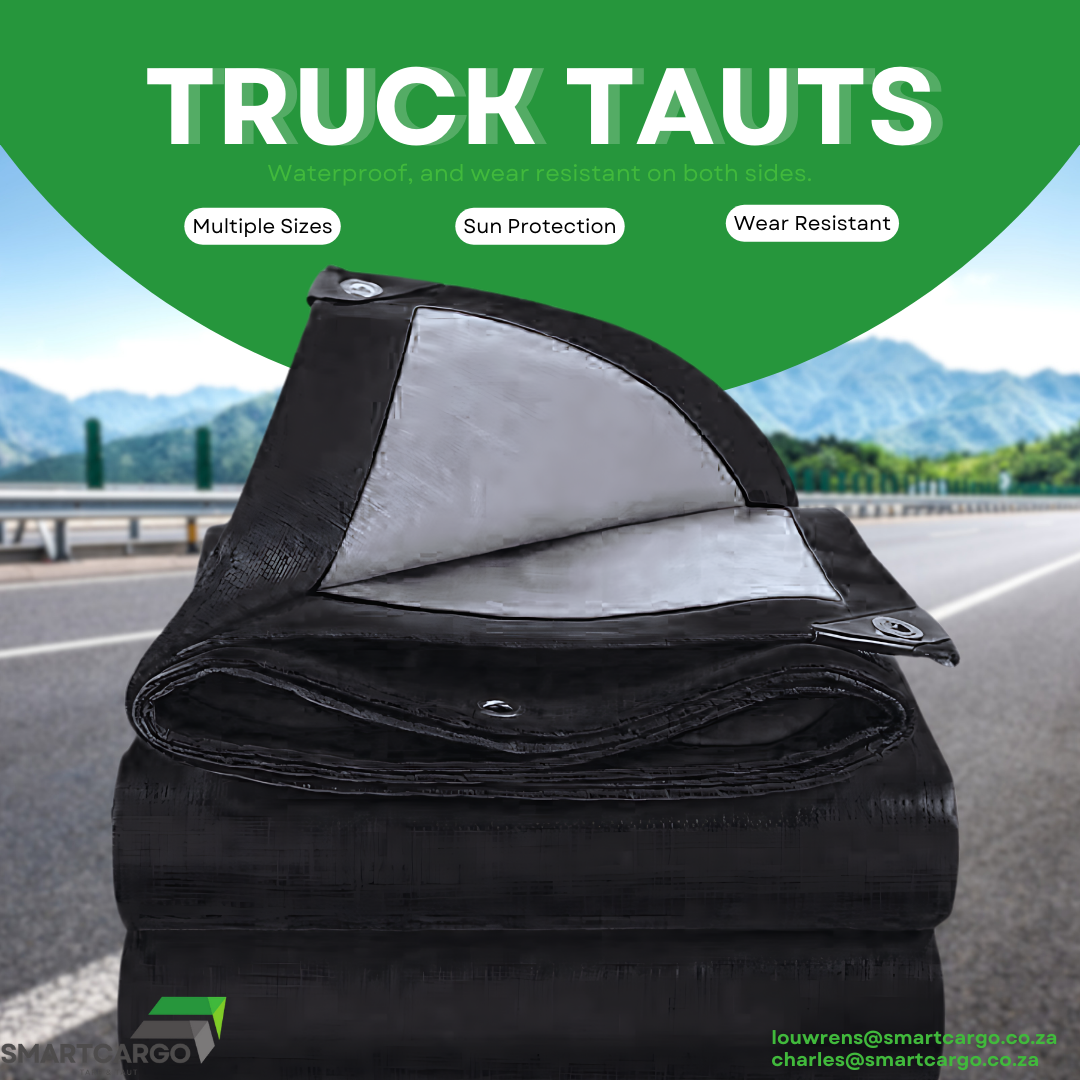 TRUCK TAUTS
Waterproof, and wear resistant on both sides.
Multiple Sizes
Sun Protection
Wear Resistant
SMARTCARGO
louwrens@smartcargo.co.za
charles@smartcargo.co.za